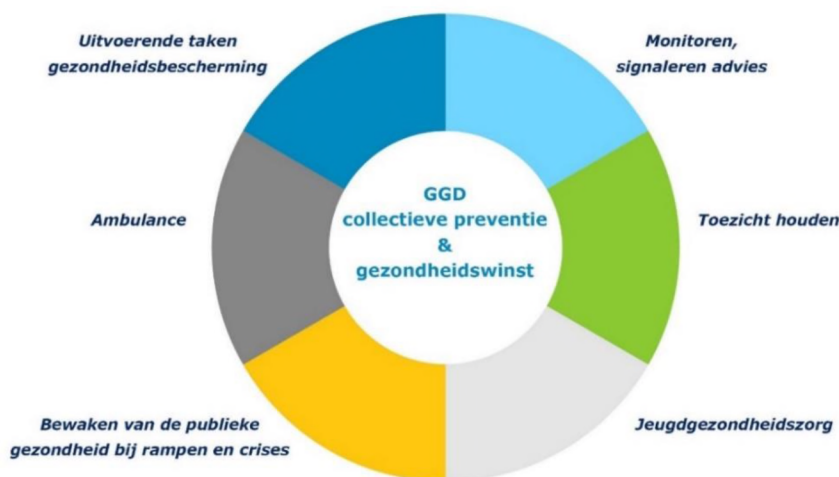 Uitvoerende taken
gezondheidsbescherming
Monitoren,
signaleren advies
Ambulance
GGD
collectieve preventie
&
gezondheidswinst
Toezicht houden
Bewaken van de publieke
gezondheid bij rampen en crises
Jeugdgezondheidszorg